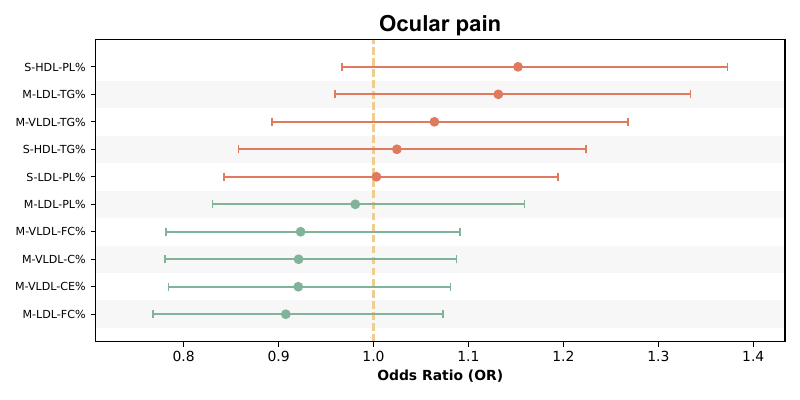 Ocular pain
S-HDL-PL%
M-LDL-TG%
M-VLDL-TG%
S-HDL-TG%
S-LDL-PL%
M-LDL-PL%
M-VLDL-FC%
M-VLDL-C%
M-VLDL-CE%
M-LDL-FC%
0.8 0.9 1.0 1.1 1.2 1.3 1.4
Odds Ratio (OR)